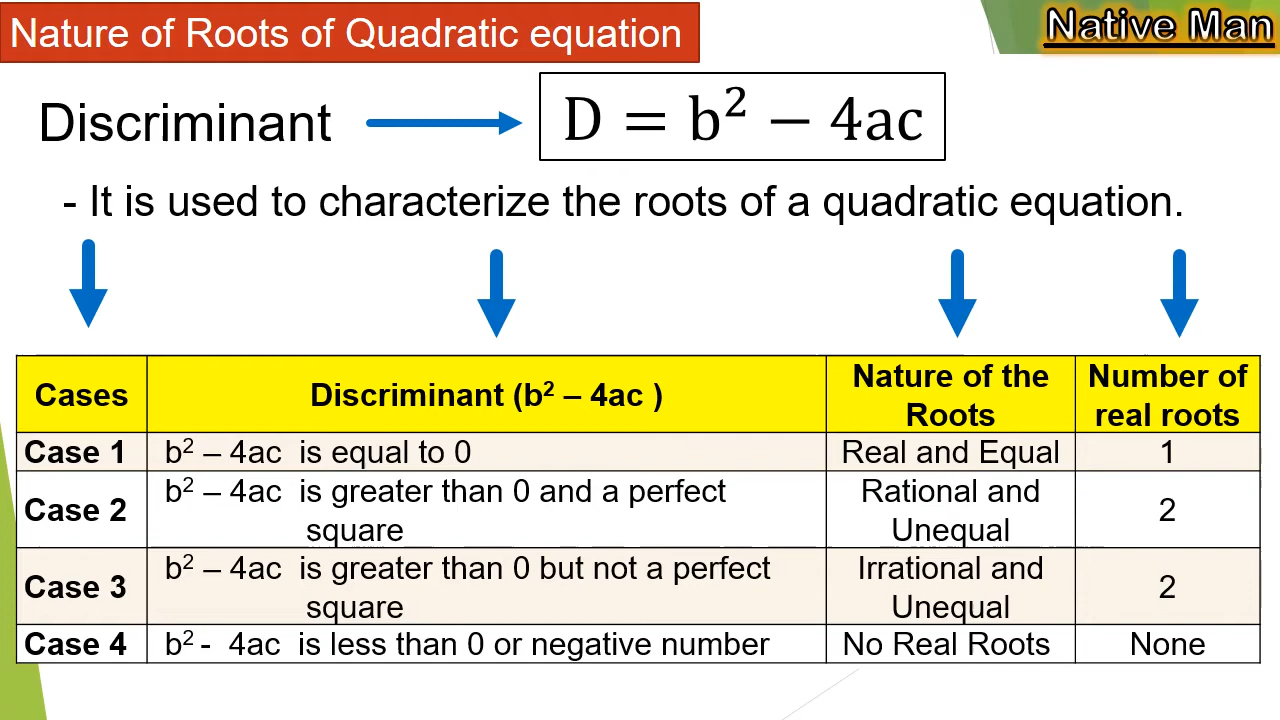 Nature of Roots of Quadratic equation
Native Man
Discriminant
D = b² − 4ac
- It is used to characterize the roots of a quadratic equation.
Cases
Discriminant (b² – 4ac )
Nature of the
Roots
Number of
real roots
Case 1
b² – 4ac is equal to 0
Real and Equal
1
Case 2
b² – 4ac is greater than 0 and a perfect
square
Rational and
Unequal
2
Case 3
b² – 4ac is greater than 0 but not a perfect
square
Irrational and
Unequal
2
Case 4
b² - 4ac is less than 0 or negative number
No Real Roots
None